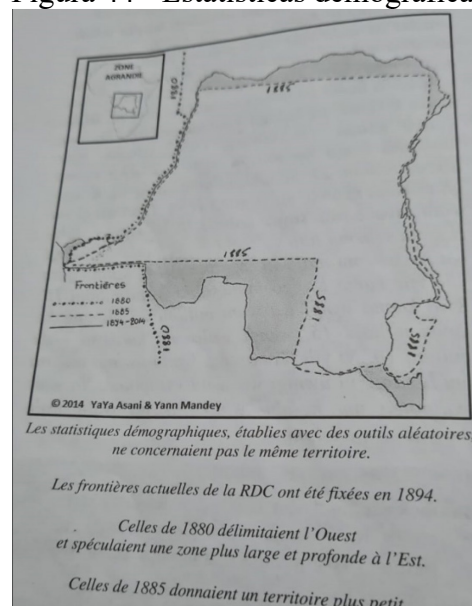 Figura 44 - Estatísticas demográficas
ZONE
AGRANDIE
1880
1885
1885
1885
1880
1885
Frontières
1880
1885
1894-2014
© 2014 YaYa Asani & Yann Mandey
Les statistiques démographiques, établies avec des outils aléatoires
ne concernaient pas le même territoire.
Les frontières actuelles de la RDC ont été fixées en 1894.
Celles de 1880 délimitaient l'Ouest
et spéculaient une zone plus large et profonde à l'Est.
Celles de 1885 donnaient un territoire plus petit